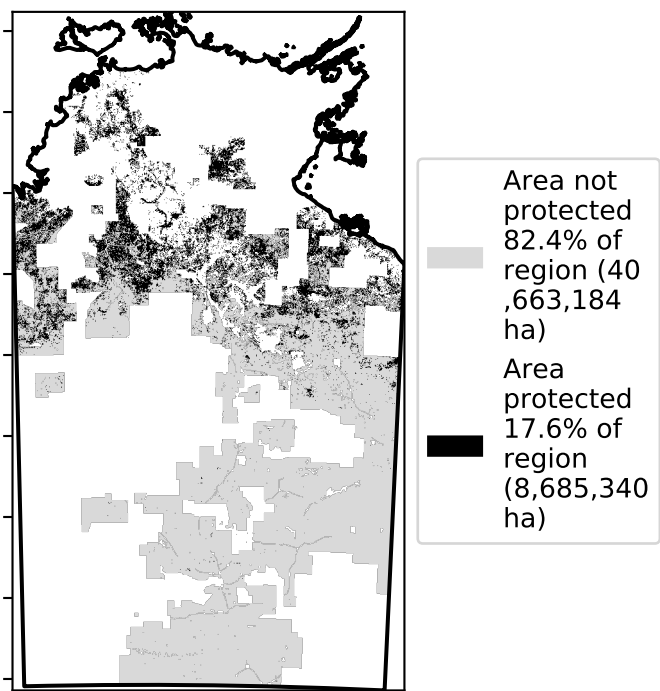 Area not
protected
82.4% of
region (40
,663,184
ha)
Area
protected
17.6% of
region
(8,685,340
ha)